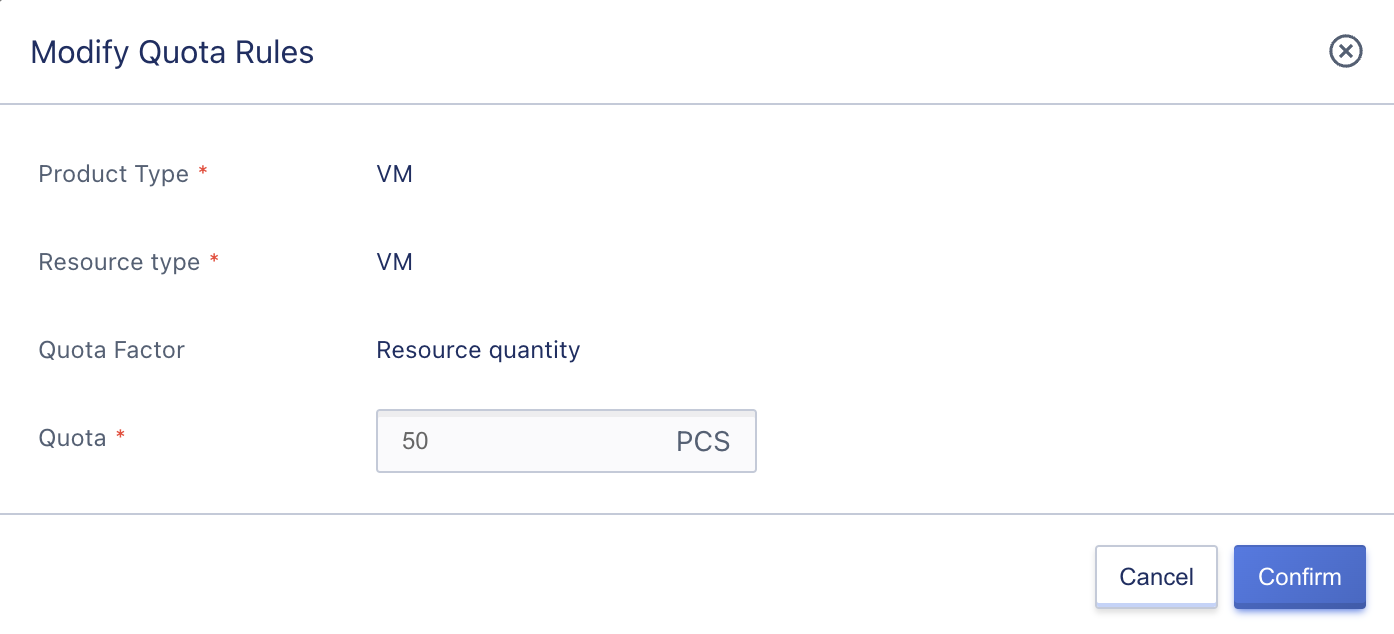 Modify Quota Rules
Product Type * VM
Resource type * VM
Quota Factor Resource quantity
Quota * 50 PCS
Cancel Confirm